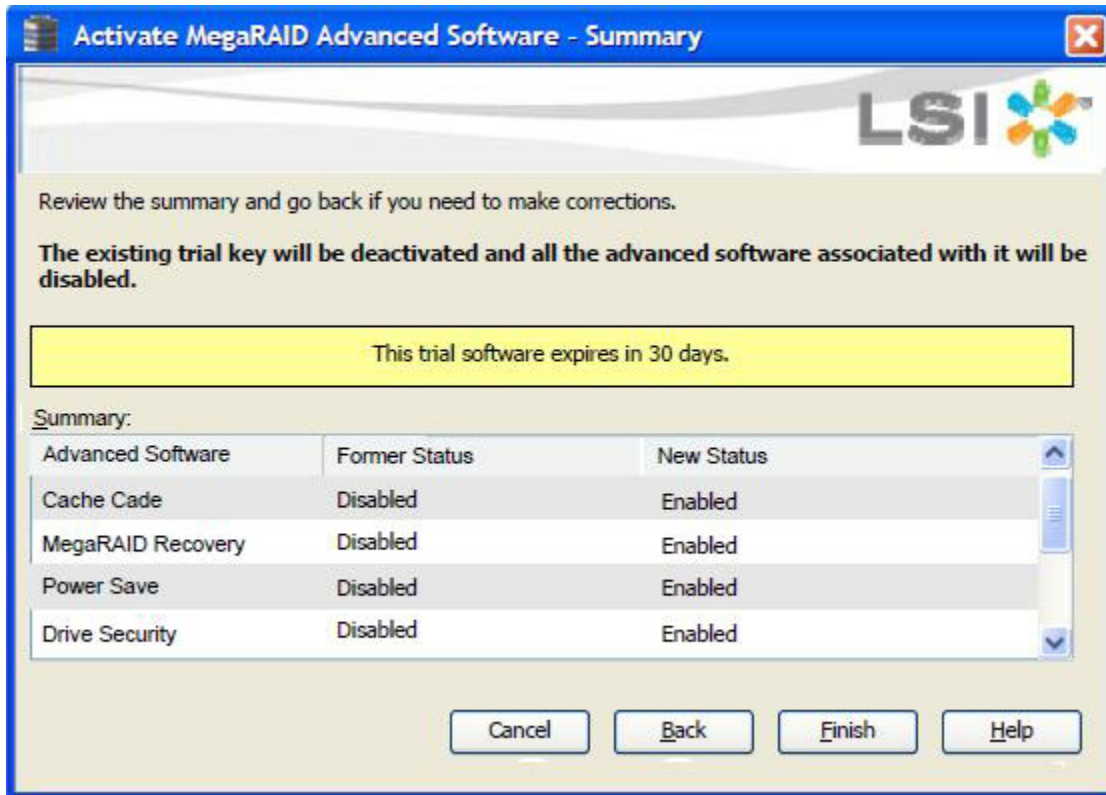 Activate MegaRAID Advanced Software - Summary
LSI
Review the summary and go back if you need to make corrections.
The existing trial key will be deactivated and all the advanced software associated with it will be
disabled.
This trial software expires in 30 days.
Summary:
Advanced Software Former Status New Status
Cache Cade Disabled Enabled
MegaRAID Recovery Disabled Enabled
Power Save Disabled Enabled
Drive Security Disabled Enabled
Cancel Back Finish Help